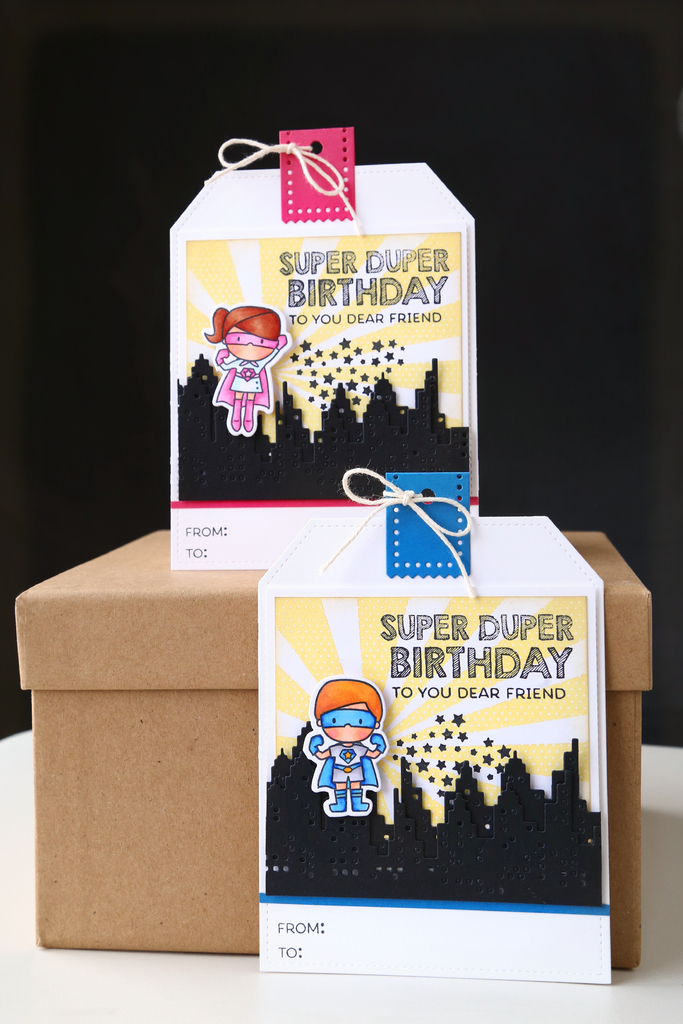 SUPER DUPER
BIRTHDAY
TO YOU DEAR FRIEND
FROM:
TO:
SUPER DUPER
BIRTHDAY
TO YOU DEAR FRIEND
FROM:
TO: